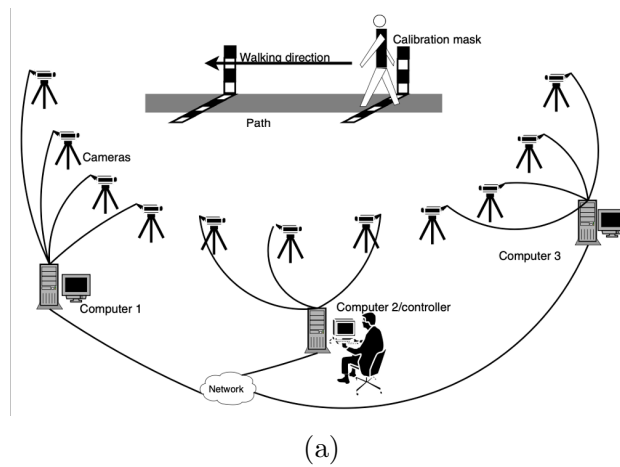 Calibration mask
Walking direction
Path
Cameras
Computer 3
Computer 1
Computer 2/controller
Network
(a)